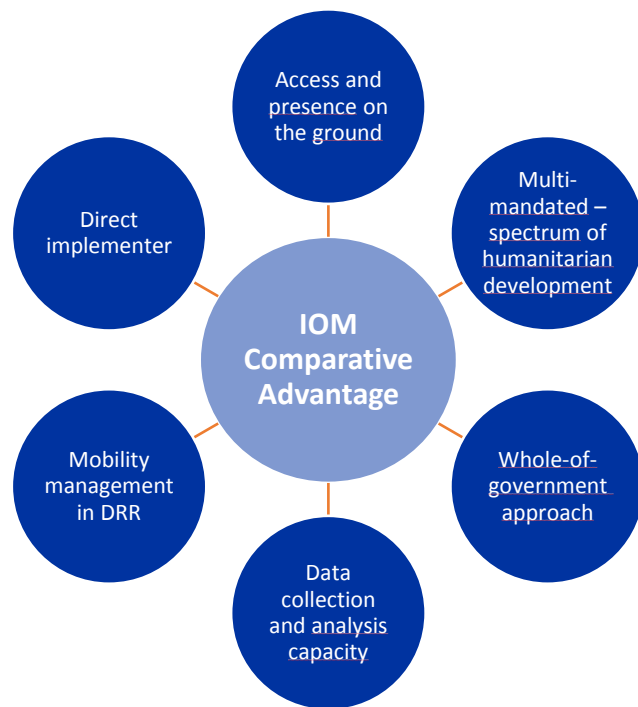 Access and
presence on
the ground
Multi-
mandated –
spectrum of
humanitarian
development
Whole-of-
government
approach
Data
collection
and analysis
capacity
Mobility
management
in DRR
Direct
implementer
IOM
Comparative
Advantage